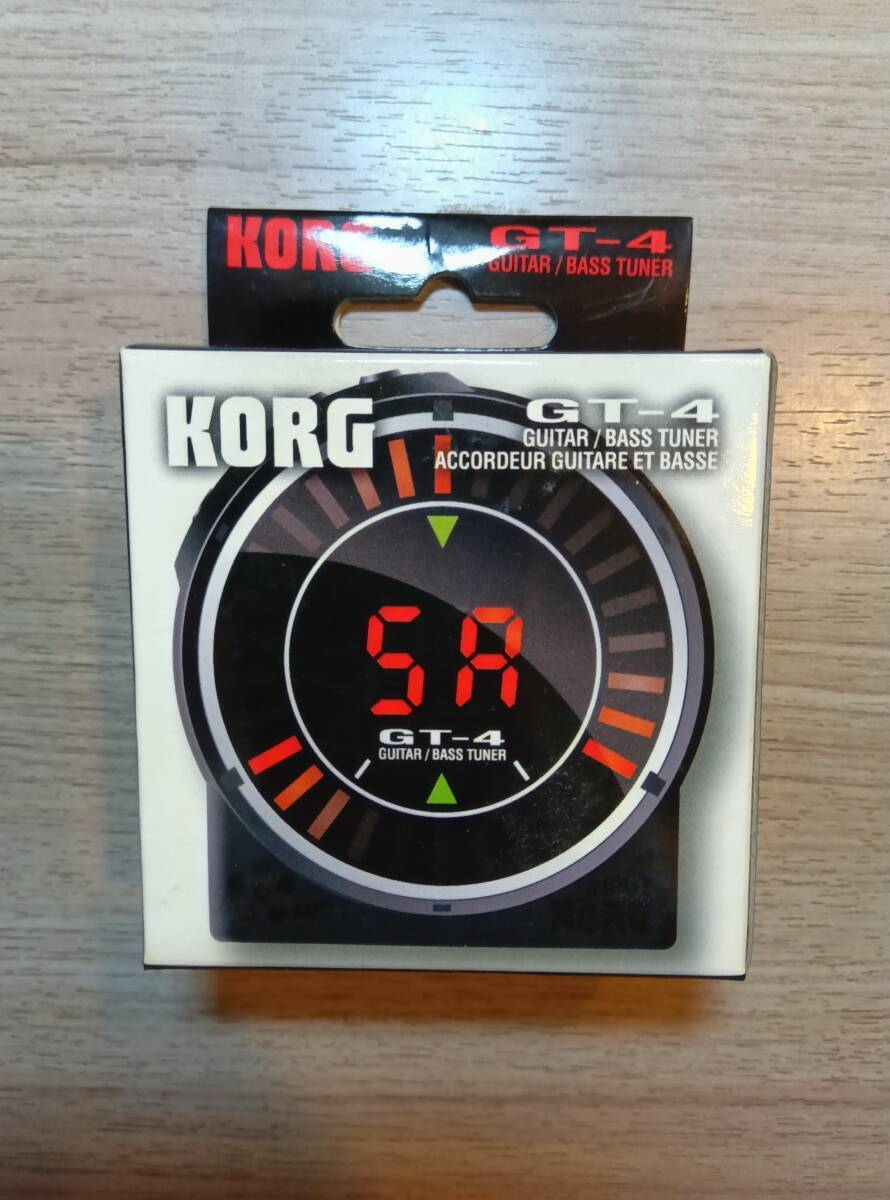 KORG
GT-4
GUITAR / BASS TUNER
KORG
GT-4
GUITAR / BASS TUNER
ACCORDEUR GUITARE ET BASSE
5A
GT-4
GUITAR / BASS TUNER
KORG